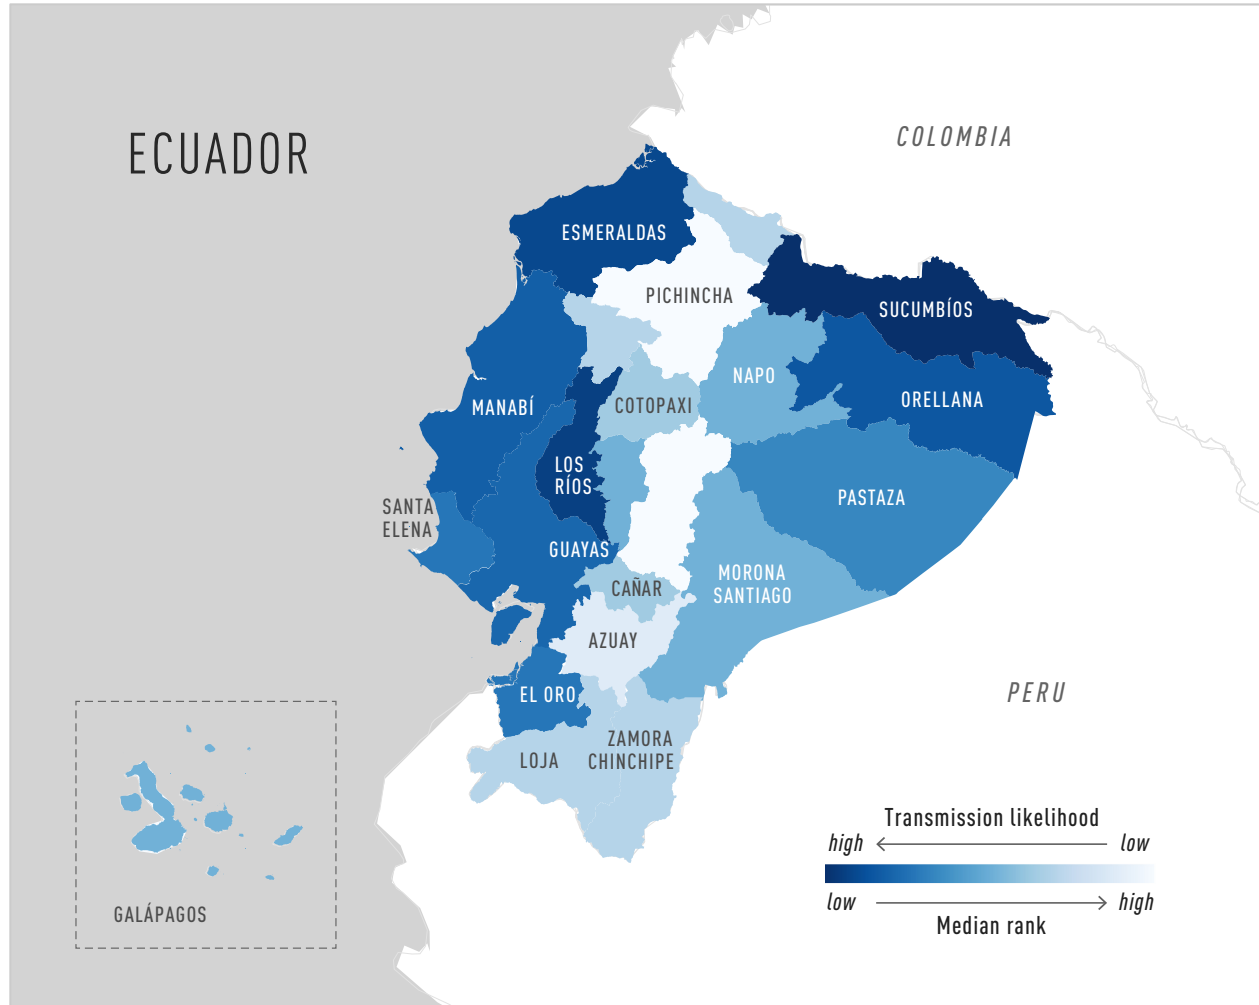 ECUADOR
COLOMBIA
ESMERALDAS
PICHINCHA
SUCUMBÍOS
NAPO
ORELLANA
MANABÍ
COTOPAXI
LOS
RÍOS
PASTAZA
SANTA
ELENA
GUAYAS
MORONA
SANTIAGO
CAÑAR
AZUAY
EL ORO
PERU
ZAMORA
CHINCHIPE
LOJA
GALÁPAGOS
Transmission likelihood
high low
low high
Median rank